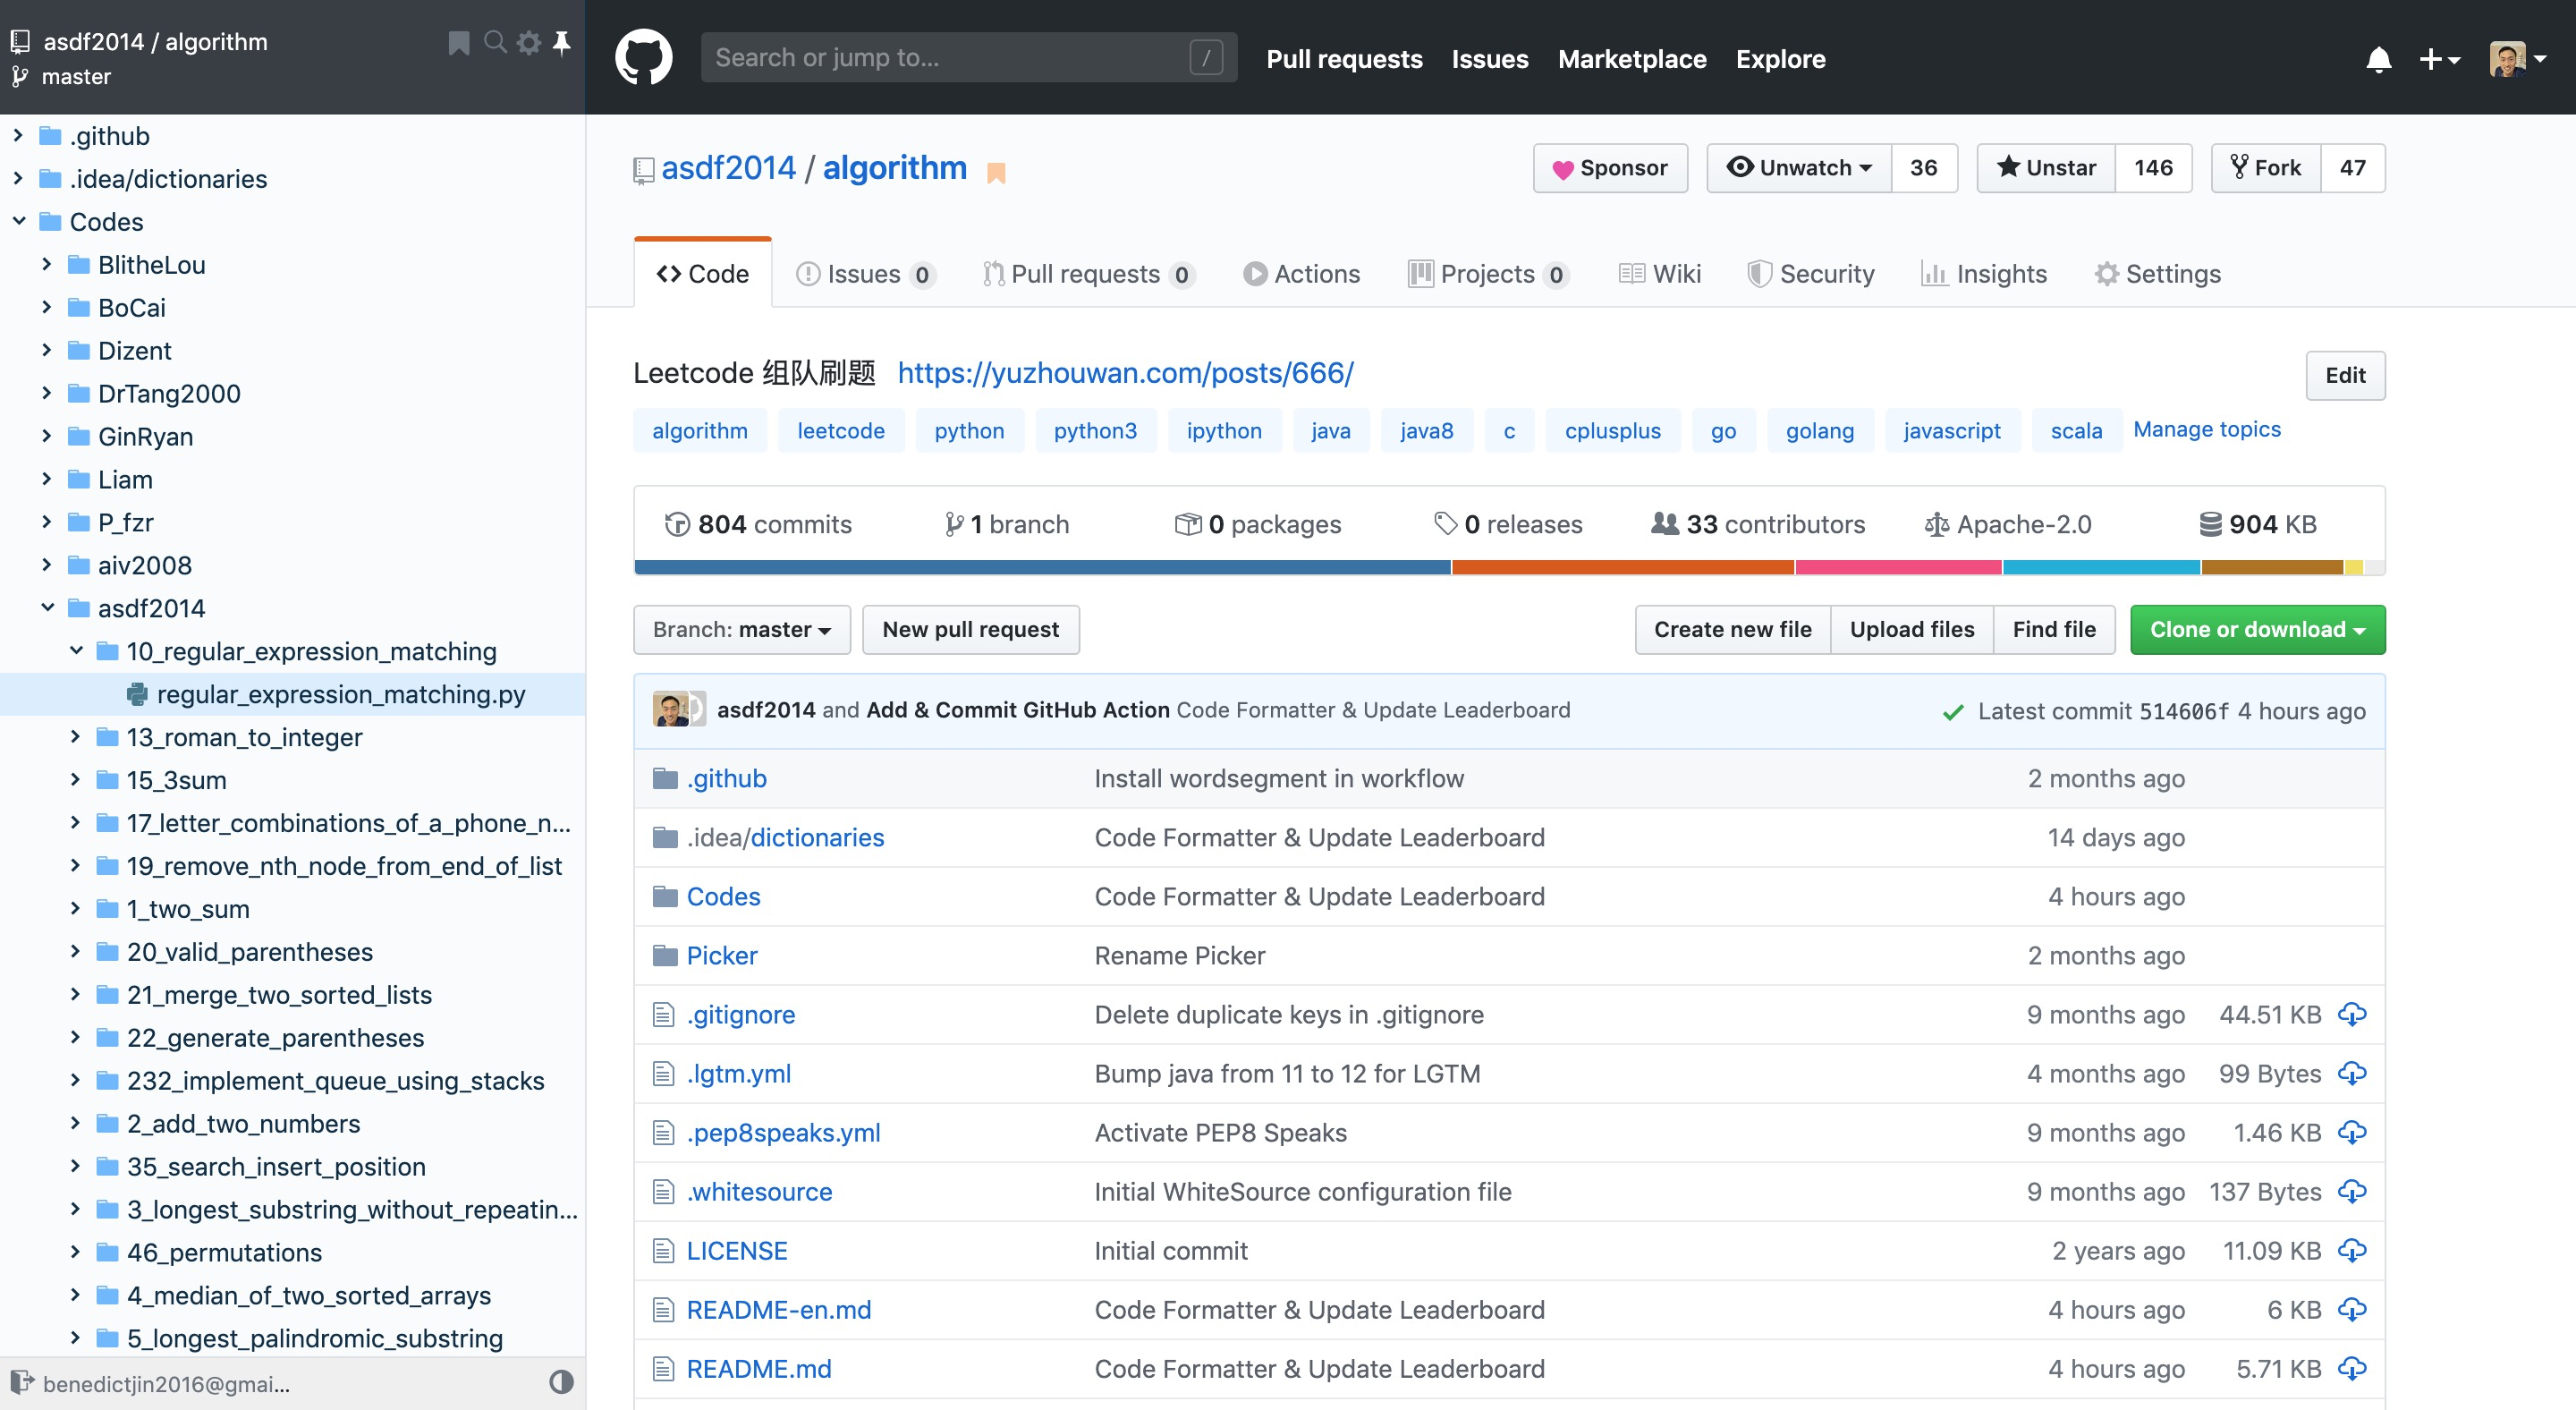 asdf2014 / algorithm
master
.github
.idea/dictionaries
Codes
BlitheLou
BoCai
Dizent
DrTang2000
GinRyan
Liam
P_fzr
aiv2008
asdf2014
10_regular_expression_matching
regular_expression_matching.py
13_roman_to_integer
15_3sum
17_letter_combinations_of_a_phone_n...
19_remove_nth_node_from_end_of_list
1_two_sum
20_valid_parentheses
21_merge_two_sorted_lists
22_generate_parentheses
232_implement_queue_using_stacks
2_add_two_numbers
35_search_insert_position
3_longest_substring_without_repeatin...
46_permutations
4_median_of_two_sorted_arrays
5_longest_palindromic_substring
benedictjin2016@gmai...
Search or jump to... /
Pull requests Issues Marketplace Explore
asdf2014 / algorithm
Sponsor Unwatch 36 Unstar 146 Fork 47
Code Issues 0 Pull requests 0 Actions Projects 0 Wiki Security Insights Settings
Leetcode 组队刷题 https://yuzhouwan.com/posts/666/ Edit
algorithm leetcode python python3 ipython java java8 c cplusplus go golang javascript scala Manage topics
804 commits 1 branch 0 packages 0 releases 33 contributors Apache-2.0 904 KB
Branch: master New pull request Create new file Upload files Find file Clone or download
asdf2014 and Add & Commit GitHub Action Code Formatter & Update Leaderboard Latest commit 514606f 4 hours ago
.github Install wordsegment in workflow 2 months ago
.idea/dictionaries Code Formatter & Update Leaderboard 14 days ago
Codes Code Formatter & Update Leaderboard 4 hours ago
Picker Rename Picker 2 months ago
.gitignore Delete duplicate keys in .gitignore 9 months ago 44.51 KB
.lgtm.yml Bump java from 11 to 12 for LGTM 4 months ago 99 Bytes
.pep8speaks.yml Activate PEP8 Speaks 9 months ago 1.46 KB
.whitesource Initial WhiteSource configuration file 9 months ago 137 Bytes
LICENSE Initial commit 2 years ago 11.09 KB
README-en.md Code Formatter & Update Leaderboard 4 hours ago 6 KB
README.md Code Formatter & Update Leaderboard 4 hours ago 5.71 KB